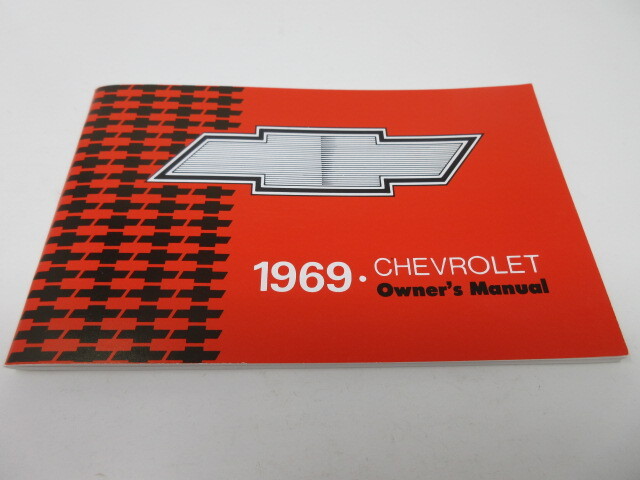 1969 • CHEVROLET
Owner's Manual